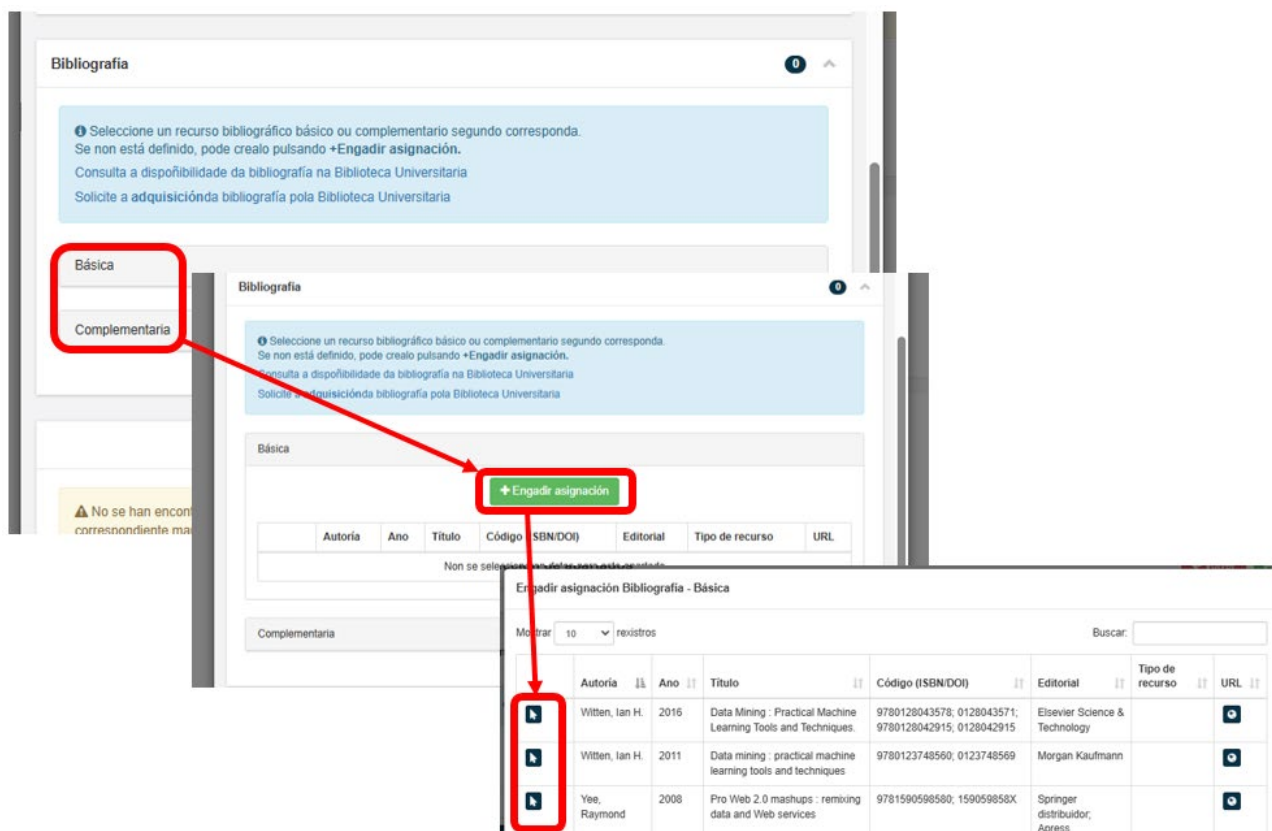 Bibliografía 0
Seleccione un recurso bibliográfico básico ou complementario segundo corresponda.
Se non está definido, pode crealo pulsando +Engadir asignación.
Consulta a dispoñibilidade da bibliografía na Biblioteca Universitaria
Solicite a adquisiciónda bibliografía pola Biblioteca Universitaria
Básica
Complementaria
No se han encont
correspondiente ma
Bibliografía 0
Seleccione un recurso bibliográfico básico ou complementario segundo corresponda.
Se non está definido, pode crealo pulsando +Engadir asignación.
Consulta a dispoñibilidade da bibliografía na Biblioteca Universitaria
Solicite a adquisiciónda bibliografía pola Biblioteca Universitaria
Básica
+ Engadir asignación
Autoría Ano Título Código (ISBN/DOI) Editorial Tipo de recurso URL
Non se
Complementaria
Engadir asignación Bibliografía - Básica
Mostrar 10 rexistros Buscar:
Autoría Ano Título Código (ISBN/DOI) Editorial Tipo de recurso URL
Witten, Ian H. 2016 Data Mining : Practical Machine 9780128043578; 0128043571; Elsevier Science &
Learning Tools and Techniques. 9780128042915; 0128042915 Technology
Witten, Ian H. 2011 Data mining : practical machine 9780123748560; 0123748569 Morgan Kaufmann
learning tools and techniques
Yee, 2008 Pro Web 2.0 mashups : remixing 9781590598580; 159059858X Springer
Raymond data and Web services distribuidor;
Apress